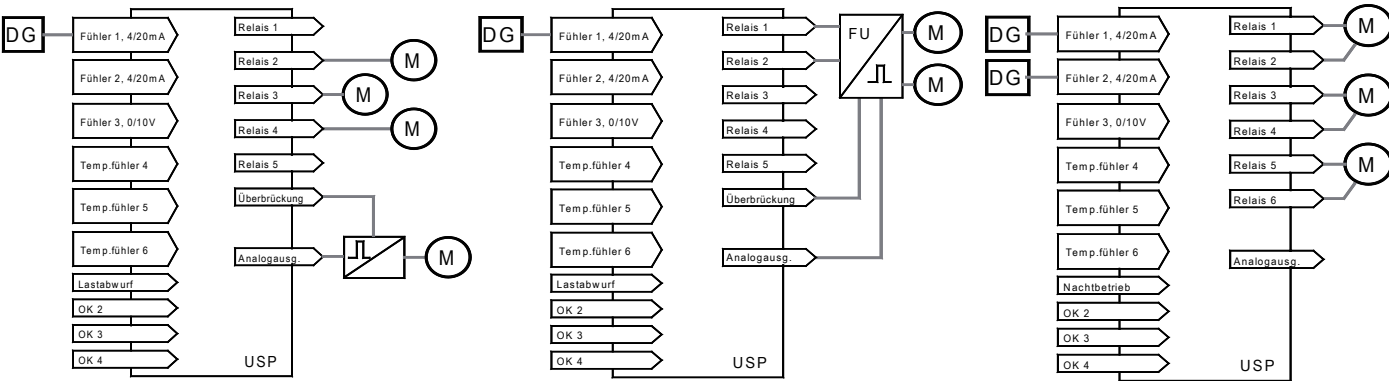 DG
Fühler 1, 4/20mA
Fühler 2, 4/20mA
Fühler 3, 0/10V
Temp.fühler 4
Temp.fühler 5
Temp.fühler 6
Lastabwurf
OK 2
OK 3
OK 4
Relais 1
Relais 2
Relais 3
Relais 4
Relais 5
Überbrückung
Analogausg.
M
M
M
M
USP
DG
Fühler 1, 4/20mA
Fühler 2, 4/20mA
Fühler 3, 0/10V
Temp.fühler 4
Temp.fühler 5
Temp.fühler 6
Lastabwurf
OK 2
OK 3
OK 4
Relais 1
Relais 2
Relais 3
Relais 4
Relais 5
Überbrückung
Analogausg.
FU
M
M
USP
DG
DG
Fühler 1, 4/20mA
Fühler 2, 4/20mA
Fühler 3, 0/10V
Temp.fühler 4
Temp.fühler 5
Temp.fühler 6
Nachtbetrieb
OK 2
OK 3
OK 4
Relais 1
Relais 2
Relais 3
Relais 4
Relais 5
Relais 6
Analogausg.
M
M
M
USP